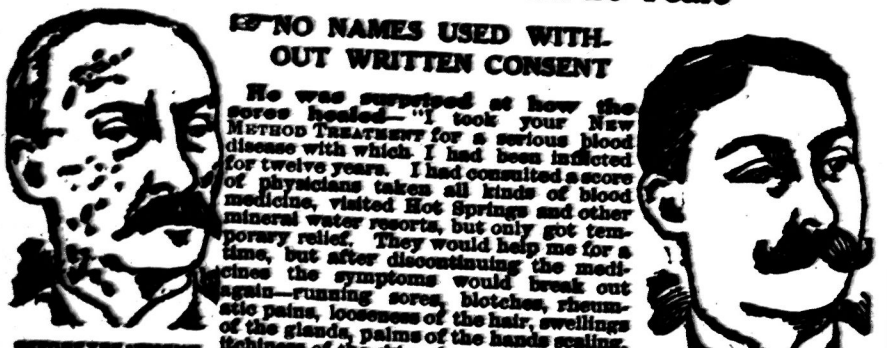 NO NAMES USED WITH-
OUT WRITTEN CONSENT
He was surprised at how the
sores healed—"I took your NEW
METHOD TREATMENT for a serious blood
disease with which I had been inflicted
for twelve years. I had consulted a score
of physicians taken all kinds of blood
medicine, visited Hot Springs and other
mineral water resorts, but only got tem-
porary relief. They would help me for a
time, but after discontinuing the medi-
cines the symptoms would break out
again—running sores, blotches, rheum-
atic pains, looseness of the hair, swellings
of the glands, palms of the hands scaling,
itchiness of the